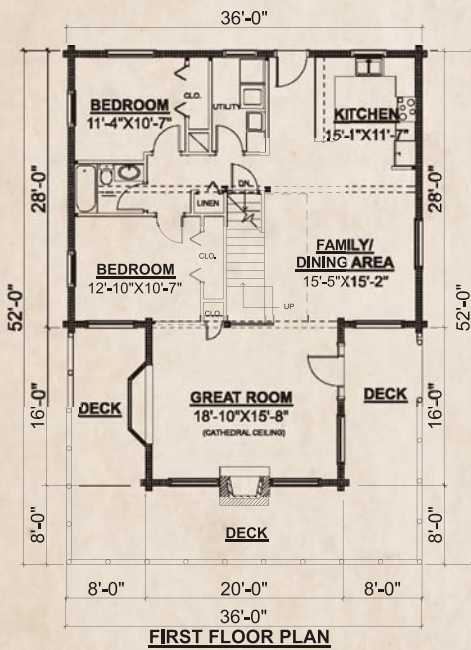 36'-0"
BEDROOM
11'-4"X10'-7"
CLO.
UTILITY
KITCHEN
15'-1"X11'-7"
28'-0"
28'-0"
52'-0"
52'-0"
DN.
LINEN
CLO.
BEDROOM
12'-10"X10'-7"
FAMILY/
DINING AREA
15'-5"X15'-2"
UP
CLO.
GREAT ROOM
18'-10"X15'-8"
(CATHEDRAL CEILING)
DECK
DECK
16'-0"
16'-0"
DECK
8'-0"
8'-0"
8'-0"
20'-0"
8'-0"
36'-0"
FIRST FLOOR PLAN